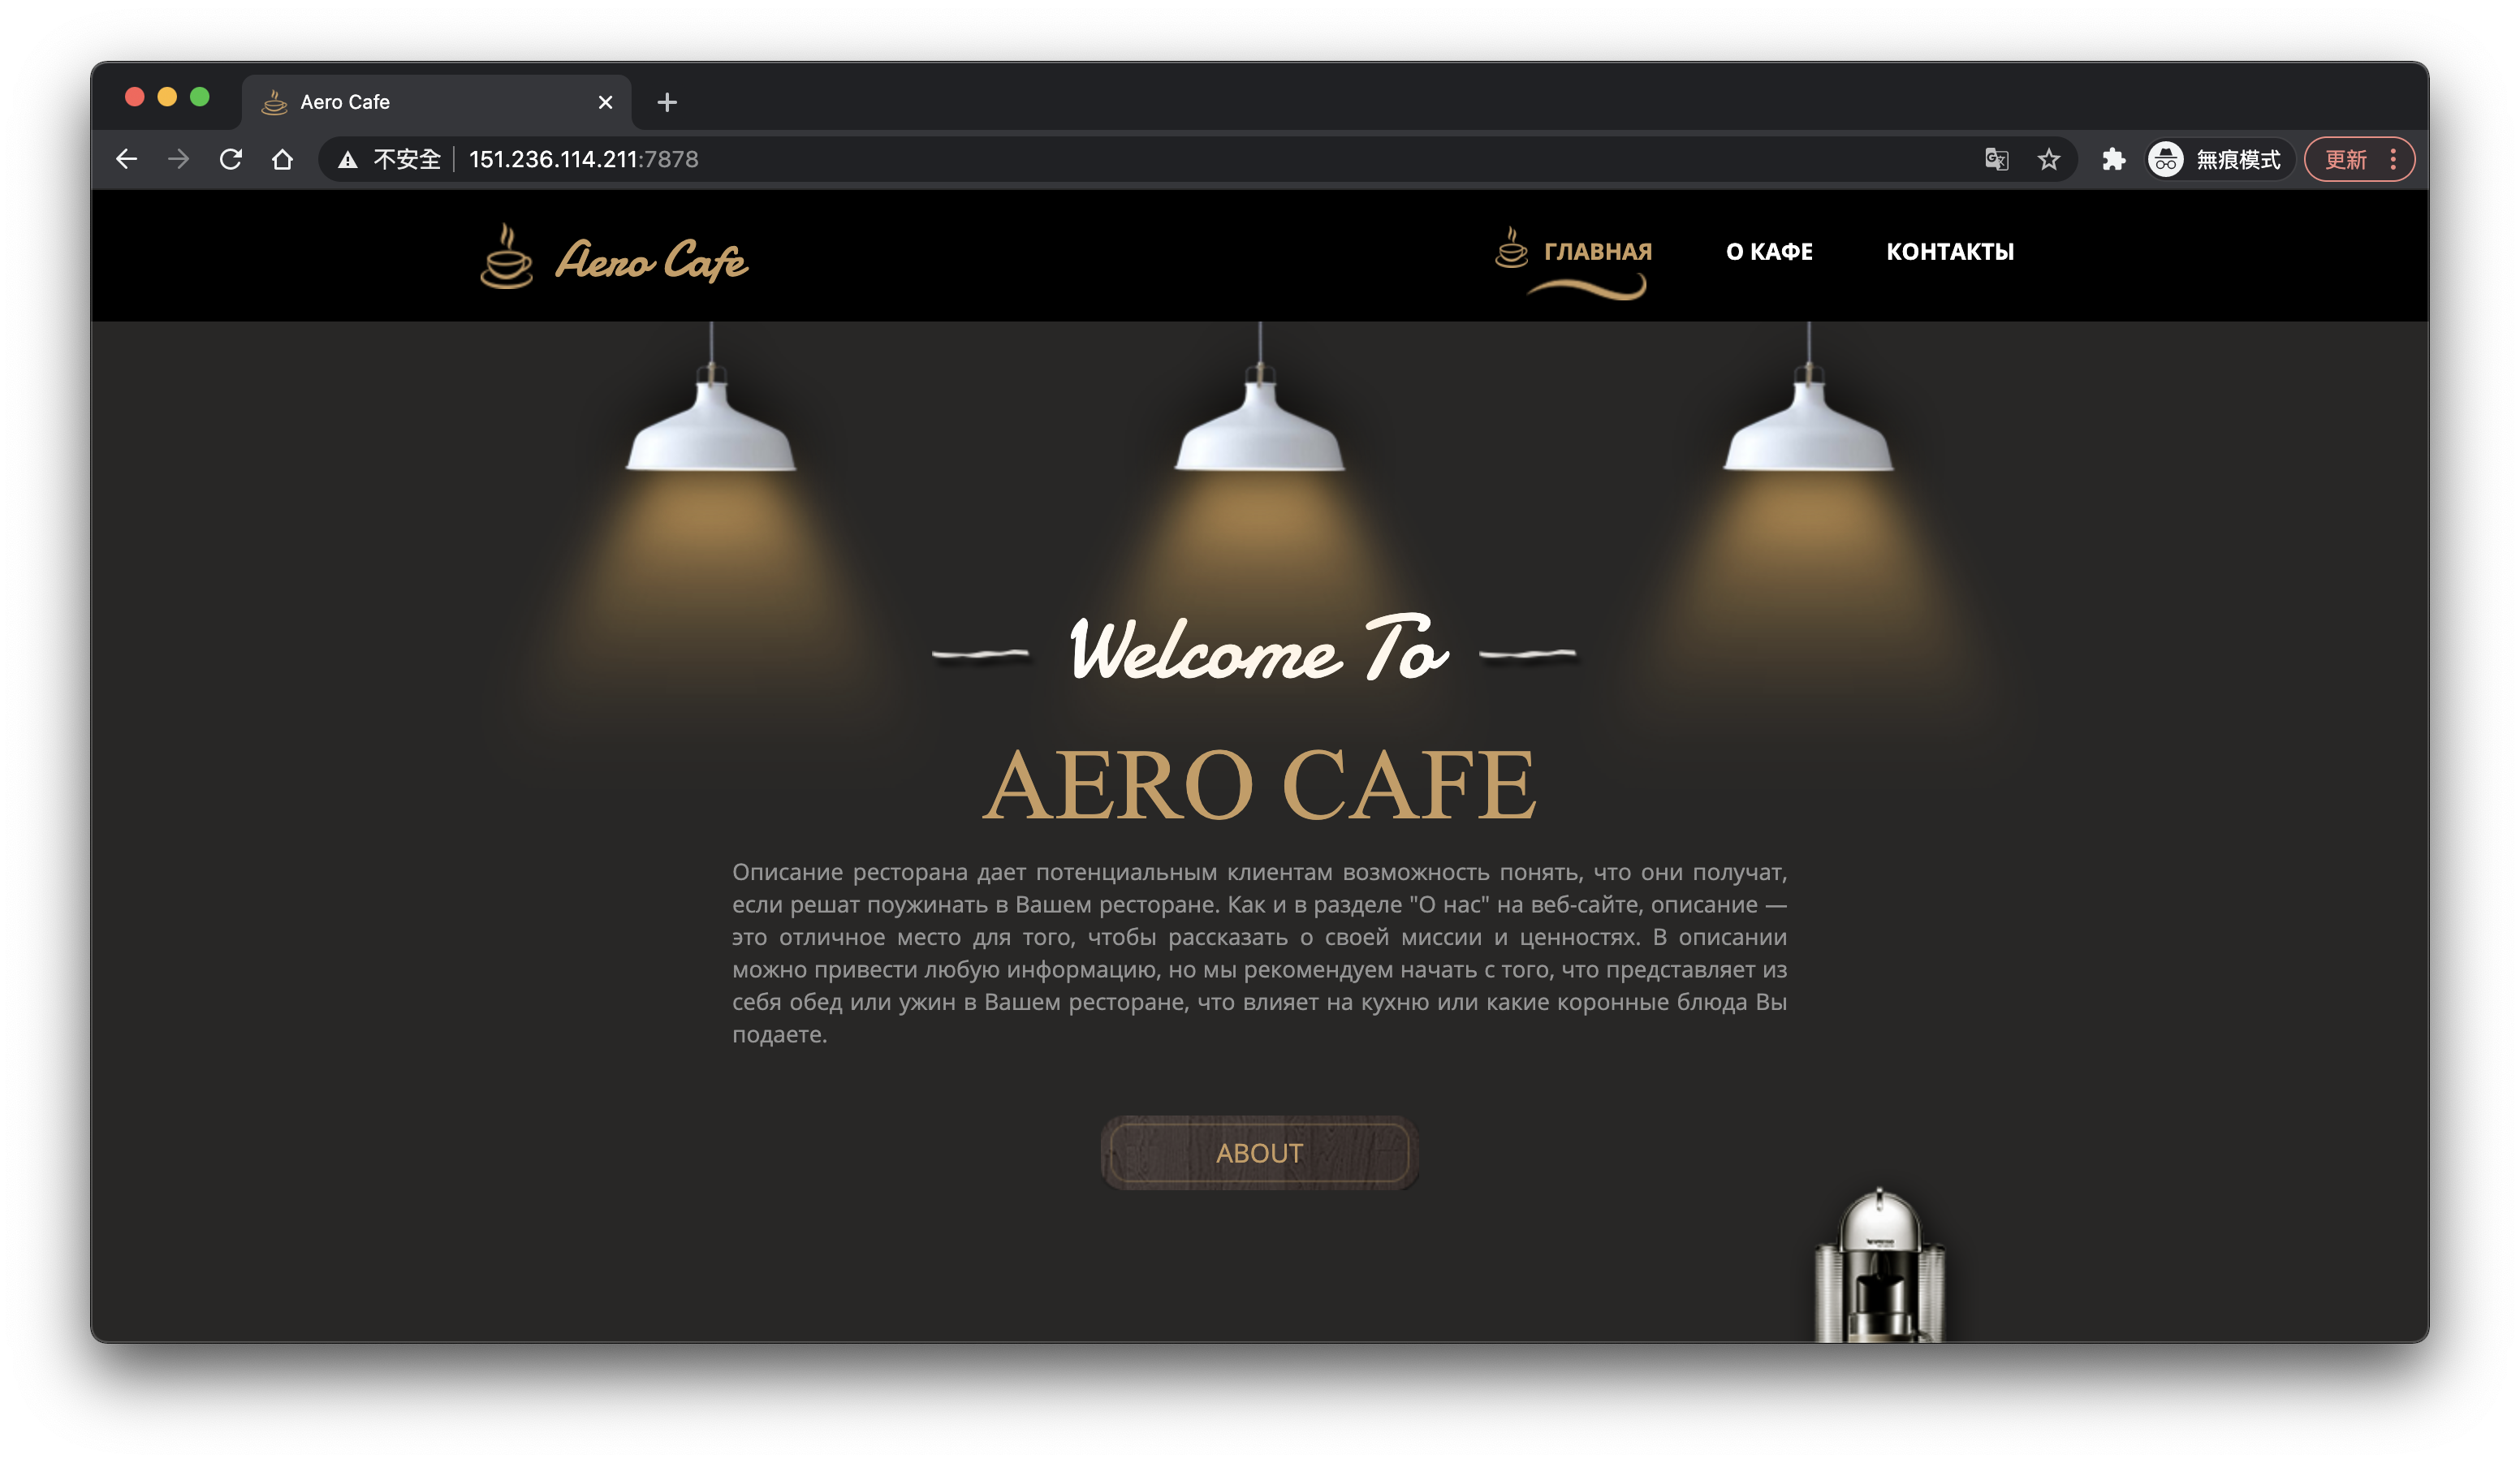 Aero Cafe
不安全 151.236.114.211:7878 無痕模式 更新
Aero Cafe ГЛАВНАЯ О КАФЕ КОНТАКТЫ
Welcome To
AERO CAFE
Описание ресторана дает потенциальным клиентам возможность понять, что они получат,
если решат поужинать в Вашем ресторане. Как и в разделе "О нас" на веб-сайте, описание —
это отличное место для того, чтобы рассказать о своей миссии и ценностях. В описании
можно привести любую информацию, но мы рекомендуем начать с того, что представляет из
себя обед или ужин в Вашем ресторане, что влияет на кухню или какие коронные блюда Вы
подаете.
ABOUT